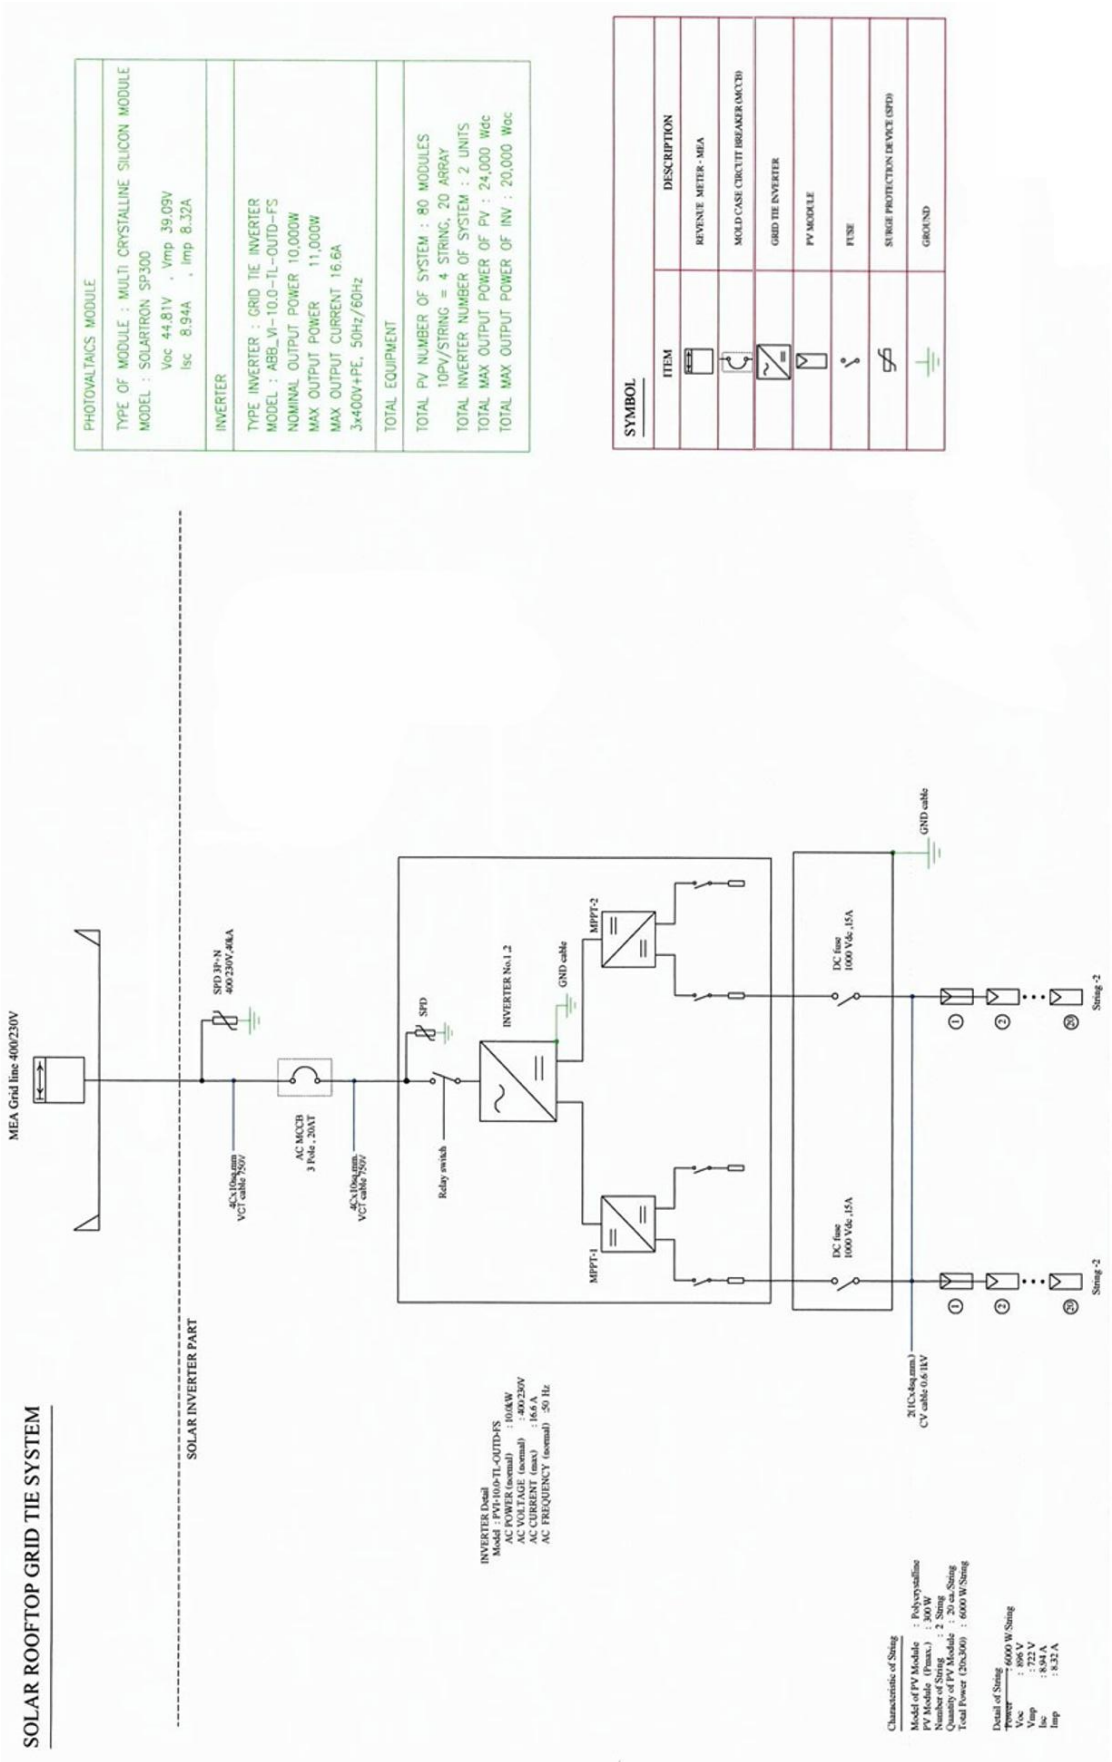 SOLAR ROOFTOP GRID TIE SYSTEM
MEA Grid line 400/230V
SOLAR INVERTER PART
SPD 3P+N
400/230V,40kA
4Cx10sq.mm
VCT cable 750V
AC MCCB
3 Pole , 20AT
4Cx10sq.mm.
VCT cable 750V
SPD
Relay switch
INVERTER No.1,2
GND cable
MPPT-1
MPPT-2
DC fuse
1000 Vdc ,15A
DC fuse
1000 Vdc ,15A
GND cable
2(1Cx4sq.mm.)
CV cable 0.6/1kV
1
2
20
String -2
1
2
20
String -2
INVERTER Detail
Model : PVI-10.0-TL-OUTD-FS
AC POWER (normal) : 10.0kW
AC VOLTAGE (normal) : 400/230V
AC CURRENT (max) : 16.6 A
AC FREQUENCY (normal) :50 Hz
Characteristic of String
Model of PV Module : Polycrystalline
PV Module (Pmax.) : 300 W
Number of String : 2 String
Quantity of PV Module : 20 ea./String
Total Power (20x300) : 6000 W/String
Detail of String
Power : 6000 W/String
Voc : 896 V
Vmp : 722 V
Isc : 8.94 A
Imp : 8.32 A
PHOTOVALTAICS MODULE
TYPE OF MODULE : MULTI CRYSTALLINE SILICON MODULE
MODEL : SOLARTRON SP300
Voc 44.81V , Vmp 39.09V
Isc 8.94A , Imp 8.32A
INVERTER
TYPE INVERTER : GRID TIE INVERTER
MODEL : ABB_VI-10.0-TL-OUTD-FS
NOMINAL OUTPUT POWER 10,000W
MAX OUTPUT POWER 11,000W
MAX OUTPUT CURRENT 16.6A
3x400V+PE, 50Hz/60Hz
TOTAL EQUIPMENT
TOTAL PV NUMBER OF SYSTEM : 80 MODULES
10PV/STRING = 4 STRING, 20 ARRAY
TOTAL INVERTER NUMBER OF SYSTEM : 2 UNITS
TOTAL MAX OUTPUT POWER OF PV : 24,000 Wdc
TOTAL MAX OUTPUT POWER OF INV : 20,000 Wac
SYMBOL
ITEM DESCRIPTION
REVENUE METER - MEA
MOLD CASE CIRCUIT BREAKER (MCCB)
GRID TIE INVERTER
PV MODULE
FUSE
SURGE PROTECTION DEVICE (SPD)
GROUND